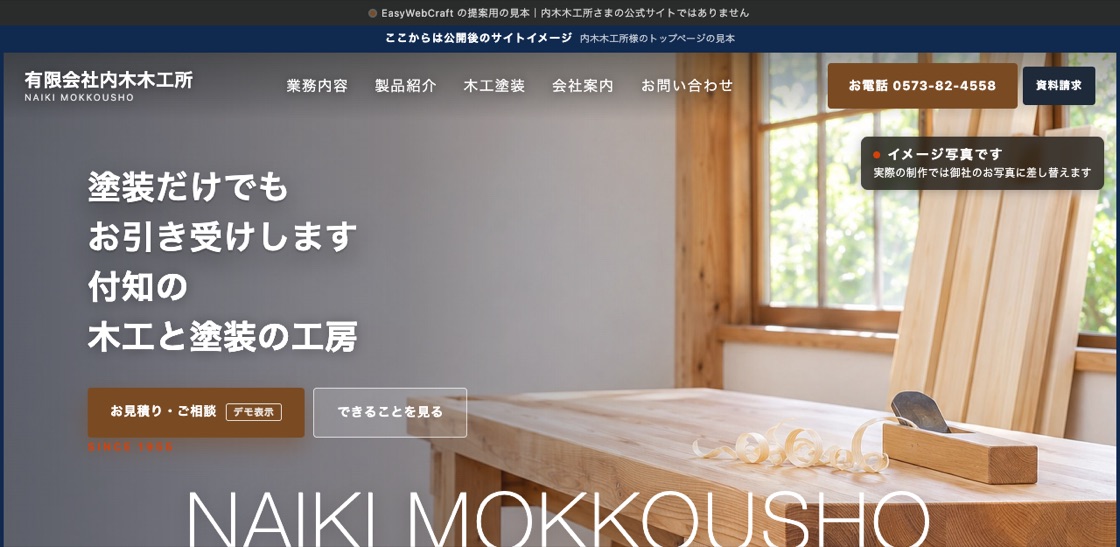 EasyWebCraft の提案用の見本｜内木木工所さまの公式サイトではありません
ここからは公開後のサイトイメージ 内木木工所様のトップページの見本
有限会社内木木工所
NAIKI MOKKOUSHO
業務内容 製品紹介 木工塗装 会社案内 お問い合わせ
お電話 0573-82-4558
資料請求
イメージ写真です
実際の制作では御社のお写真に差し替えます
塗装だけでも
お引き受けします
付知の
木工と塗装の工房
お見積り・ご相談 デモ表示
できることを見る
NAIKI MOKKOUSHO